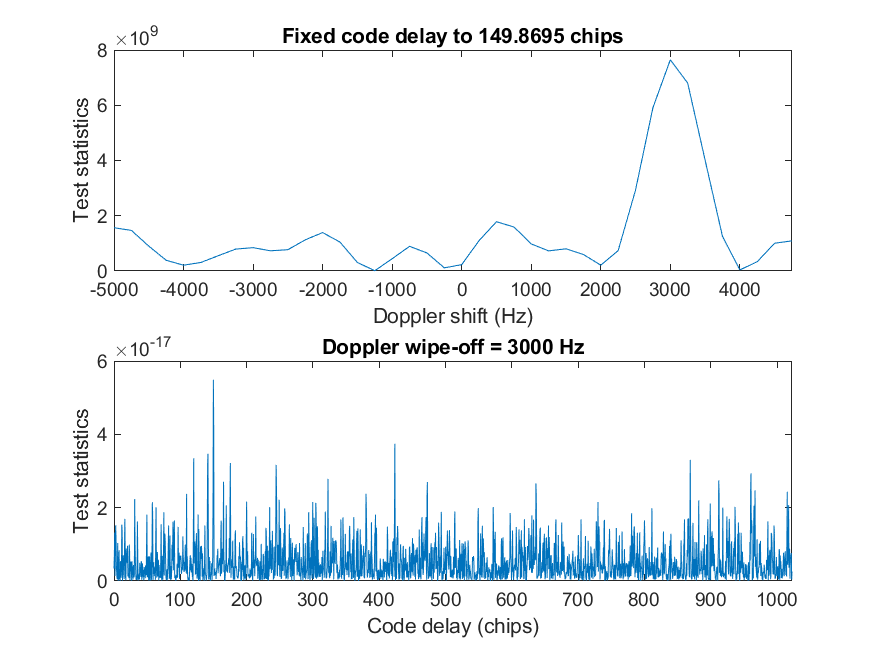 Fixed code delay to 149.8695 chips
×10^9
8
6
4
2
0
Test statistics
-5000 -4000 -3000 -2000 -1000 0 1000 2000 3000 4000
Doppler shift (Hz)
Doppler wipe-off = 3000 Hz
×10^-17
6
4
2
0
Test statistics
0 100 200 300 400 500 600 700 800 900 1000
Code delay (chips)